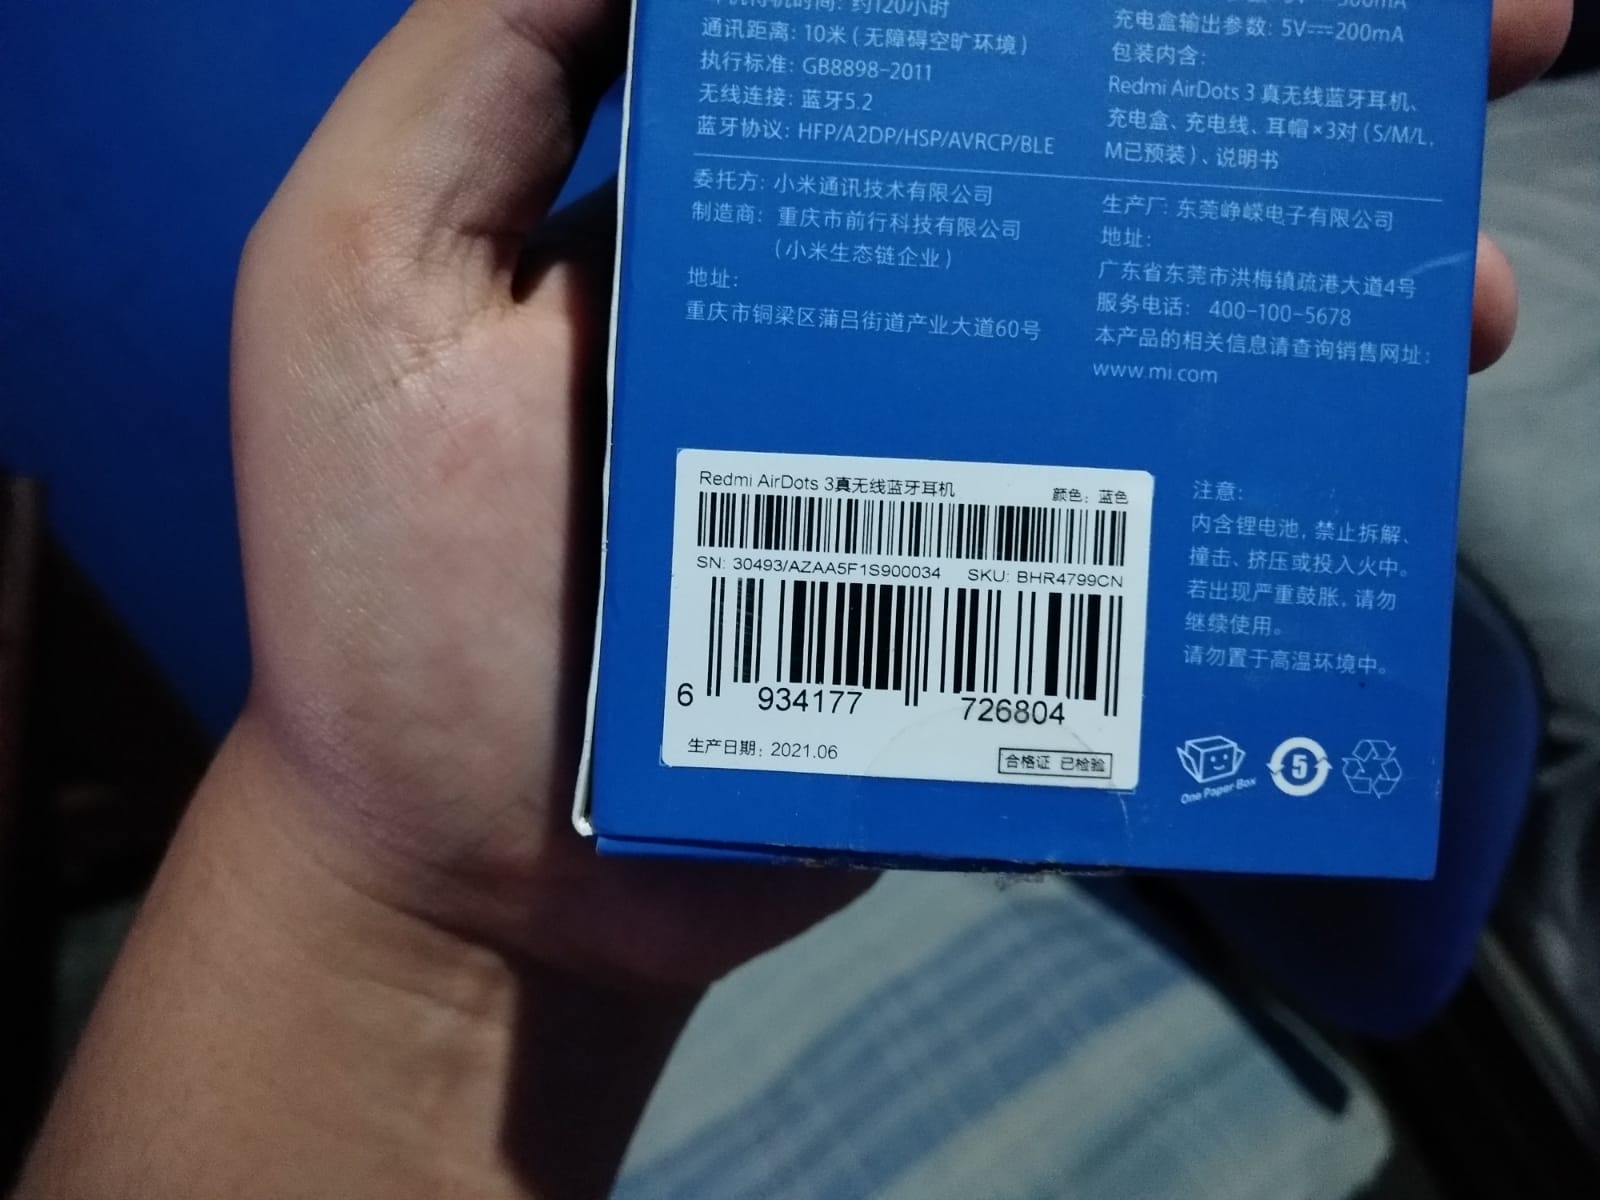 约120小时
通讯距离: 10米 (无障碍空旷环境)
执行标准: GB8898-2011
无线连接: 蓝牙5.2
蓝牙协议: HFP/A2DP/HSP/AVRCP/BLE
充电盒输出参数: 5V⎓200mA
包装内含:
Redmi AirDots 3 真无线蓝牙耳机、
充电盒、充电线、耳帽×3对 (S/M/L,
M已预装)、说明书
委托方: 小米通讯技术有限公司
制造商: 重庆市前行科技有限公司
(小米生态链企业)
地址:
重庆市铜梁区蒲吕街道产业大道60号
生产厂: 东莞峥嵘电子有限公司
地址:
广东省东莞市洪梅镇疏港大道4号
服务电话: 400-100-5678
本产品的相关信息请查询销售网址:
www.mi.com
Redmi AirDots 3真无线蓝牙耳机 颜色: 蓝色
SN: 30493/AZAA5F1S900034 SKU: BHR4799CN
6 934177 726804
生产日期: 2021.06 合格证 已检验
注意:
内含锂电池, 禁止拆解、
撞击、挤压或投入火中。
若出现严重鼓胀, 请勿
继续使用。
请勿置于高温环境中。
One Paper Box
5